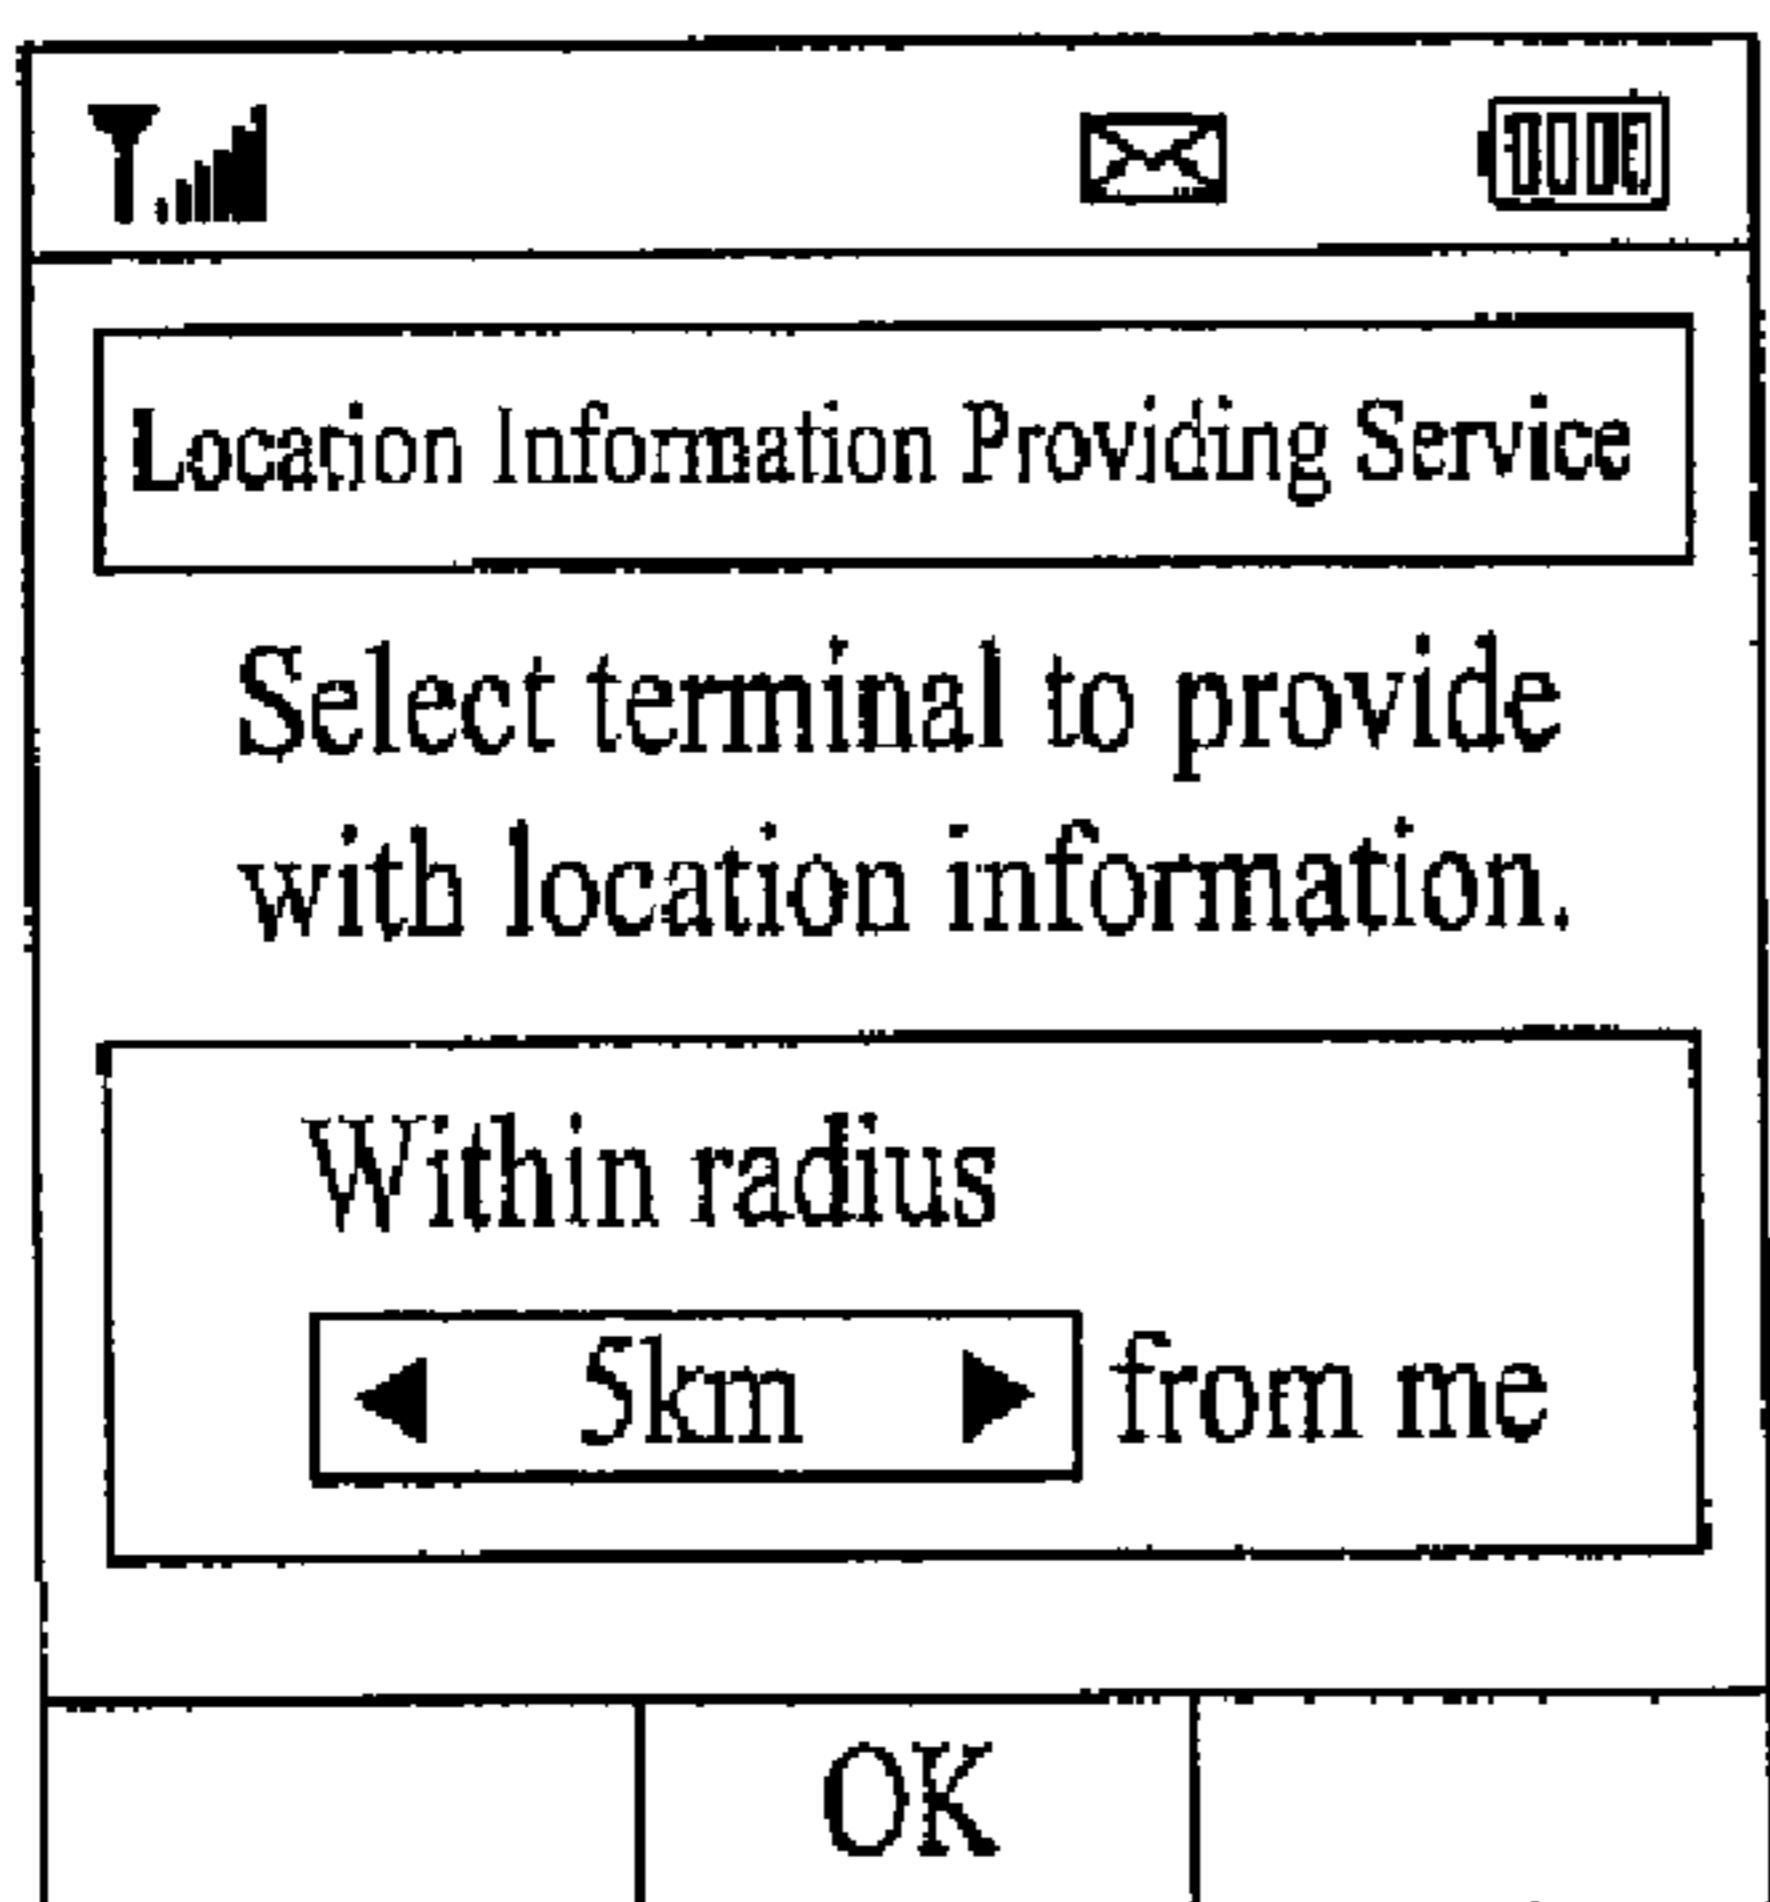 Location Information Providing Service
Select terminal to provide
with location information.
Within radius
5km from me
OK